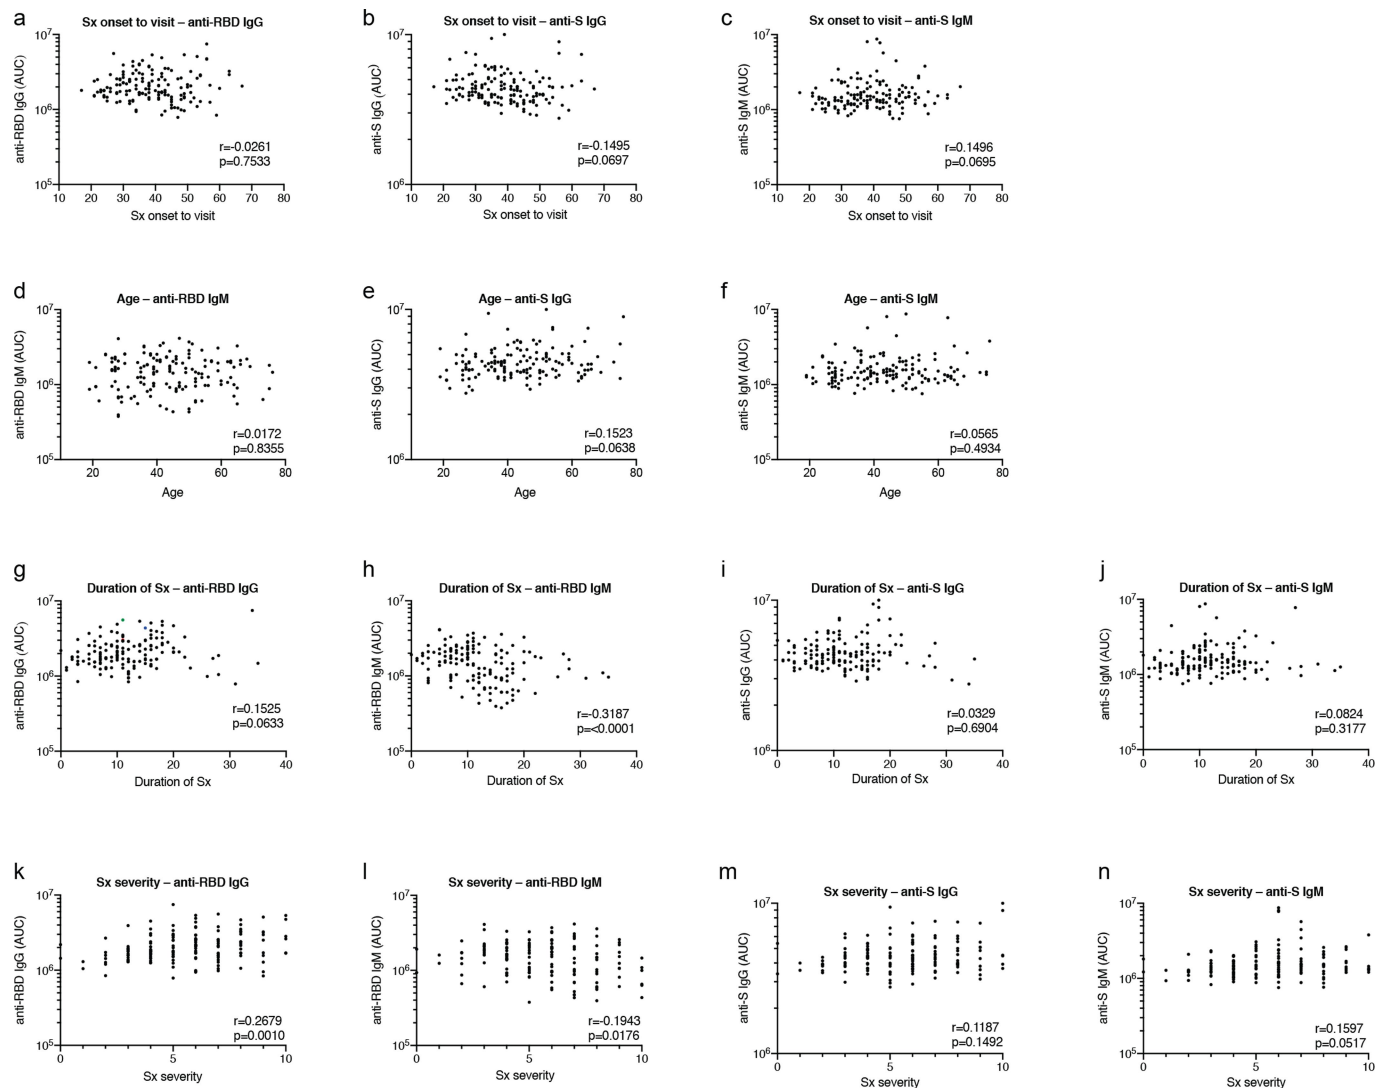 a
Sx onset to visit – anti-RBD IgG
10⁷
10⁶
10⁵
anti-RBD IgG (AUC)
r=-0.0261
p=0.7533
10 20 30 40 50 60 70 80
Sx onset to visit
b
Sx onset to visit – anti-S IgG
10⁷
10⁶
anti-S IgG (AUC)
r=-0.1495
p=0.0697
10 20 30 40 50 60 70 80
Sx onset to visit
c
Sx onset to visit – anti-S IgM
10⁷
10⁶
10⁵
anti-S IgM (AUC)
r=0.1496
p=0.0695
10 20 30 40 50 60 70 80
Sx onset to visit
d
Age – anti-RBD IgM
10⁷
10⁶
10⁵
anti-RBD IgM (AUC)
r=0.0172
p=0.8355
20 40 60 80
Age
e
Age – anti-S IgG
10⁷
10⁶
anti-S IgG (AUC)
r=0.1523
p=0.0638
20 40 60 80
Age
f
Age – anti-S IgM
10⁷
10⁶
10⁵
anti-S IgM (AUC)
r=0.0565
p=0.4934
20 40 60 80
Age
g
Duration of Sx – anti-RBD IgG
10⁷
10⁶
10⁵
anti-RBD IgG (AUC)
r=0.1525
p=0.0633
0 10 20 30 40
Duration of Sx
h
Duration of Sx – anti-RBD IgM
10⁷
10⁶
10⁵
anti-RBD IgM (AUC)
r=-0.3187
p=<0.0001
0 10 20 30 40
Duration of Sx
i
Duration of Sx – anti-S IgG
10⁷
10⁶
anti-S IgG (AUC)
r=0.0329
p=0.6904
0 10 20 30 40
Duration of Sx
j
Duration of Sx – anti-S IgM
10⁷
10⁶
10⁵
anti-S IgM (AUC)
r=0.0824
p=0.3177
0 10 20 30 40
Duration of Sx
k
Sx severity – anti-RBD IgG
10⁷
10⁶
10⁵
anti-RBD IgG (AUC)
r=0.2679
p=0.0010
0 5 10
Sx severity
l
Sx severity – anti-RBD IgM
10⁷
10⁶
10⁵
anti-RBD IgM (AUC)
r=-0.1943
p=0.0176
0 5 10
Sx severity
m
Sx severity – anti-S IgG
10⁷
10⁶
anti-S IgG (AUC)
r=0.1187
p=0.1492
0 5 10
Sx severity
n
Sx severity – anti-S IgM
10⁷
10⁶
10⁵
anti-S IgM (AUC)
r=0.1597
p=0.0517
0 5 10
Sx severity